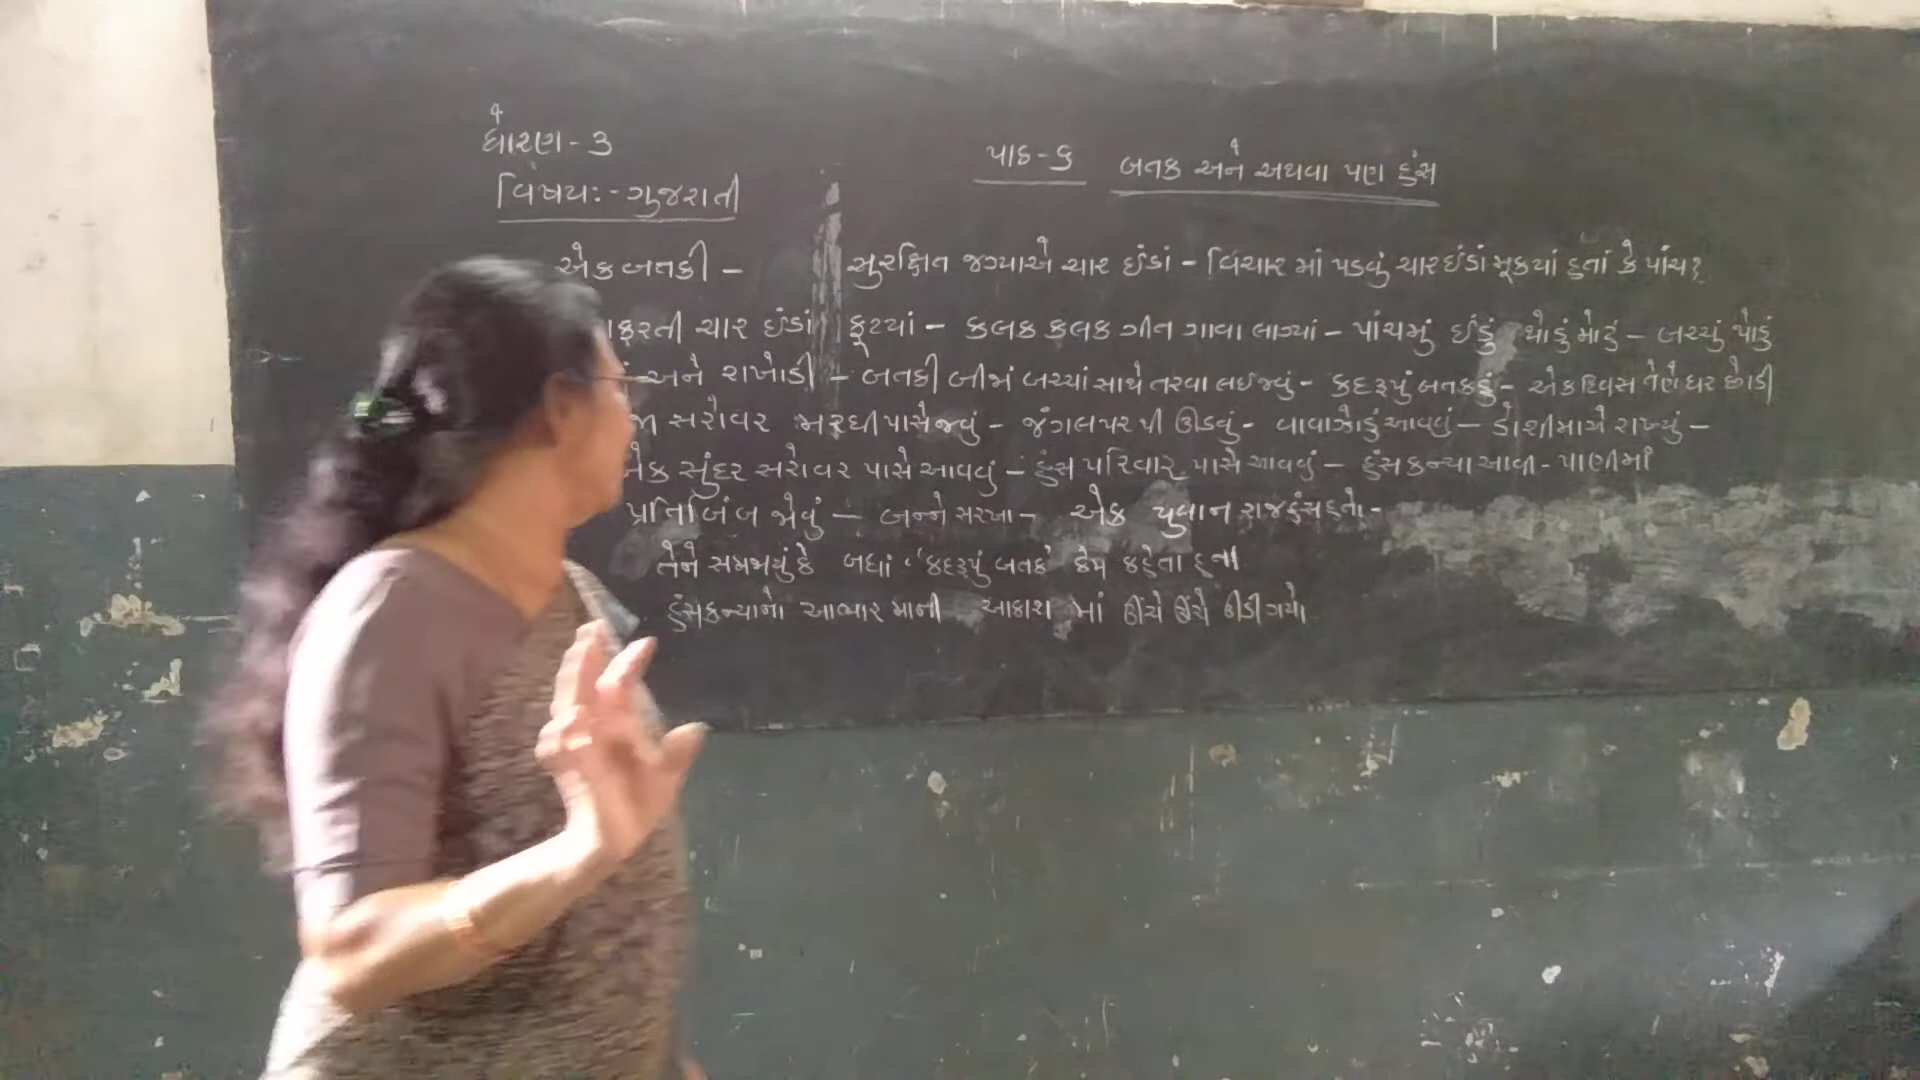 ધોરણ - ૩
વિષય:- ગુજરાતી
પાઠ - ૬ બતક અને અથવા પણ હંસ
એક બતકી - સુરક્ષિત જગ્યાએ ચાર ઈંડાં - વિચાર માં પડવું ચાર ઈંડાં મૂક્યાં હતાં કે પાંચ?
ચાર ઈંડાં ફૂટયાં - કલક કલક ગીત ગાવા લાગ્યાં - પાંચમું ઈંડું થોડું મોટું - બચ્ચું
અને રાખોડી - બતકી બીજાં બચ્ચાં સાથે તરવા લઈ જવું - કદરૂપું બતકડું - એક દિવસ તેણે ઘર છોડી
સરોવર મરઘી પાસે જવું - જંગલ પર થી ઊડવું - વાવાઝોડું આવવું - ડોશીમાએ રાખ્યું -
એક સુંદર સરોવર પાસે આવવું - હંસ પરિવાર પાસે આવવું - હંસ કન્યા આવી - પાણીમાં
પ્રતિબિંબ જોવું - બન્ને સરખા - એક યુવાન રાજહંસ હતો -
તેને સમજાયું કે બધાં "કદરૂપું બતક" કેમ કહેતા હતા
હંસકન્યાનો આભાર માની આકાશ માં ઊંચે ઊંચે ઊડી ગયો